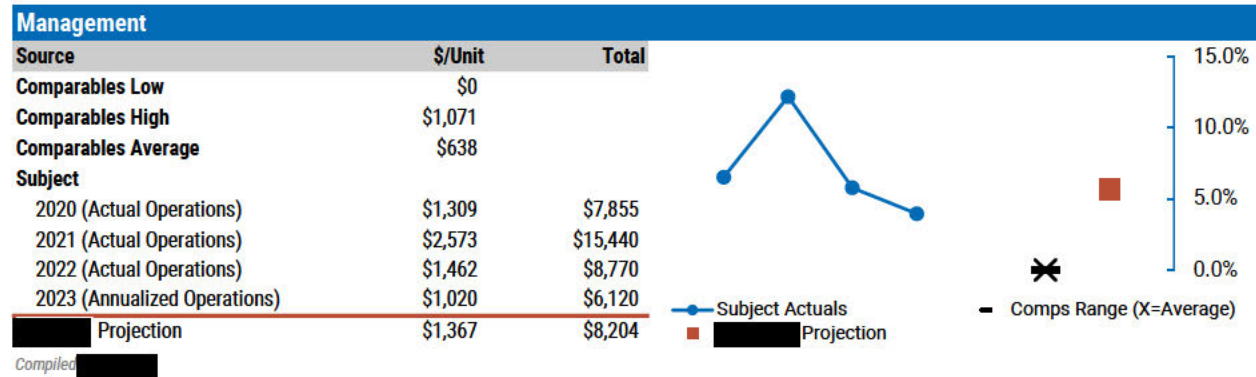 Management
Source $/Unit Total
Comparables Low $0
Comparables High $1,071
Comparables Average $638
Subject
2020 (Actual Operations) $1,309 $7,855
2021 (Actual Operations) $2,573 $15,440
2022 (Actual Operations) $1,462 $8,770
2023 (Annualized Operations) $1,020 $6,120
Projection $1,367 $8,204
Compiled
15.0%
10.0%
5.0%
0.0%
Subject Actuals
Comps Range (X=Average)
Projection